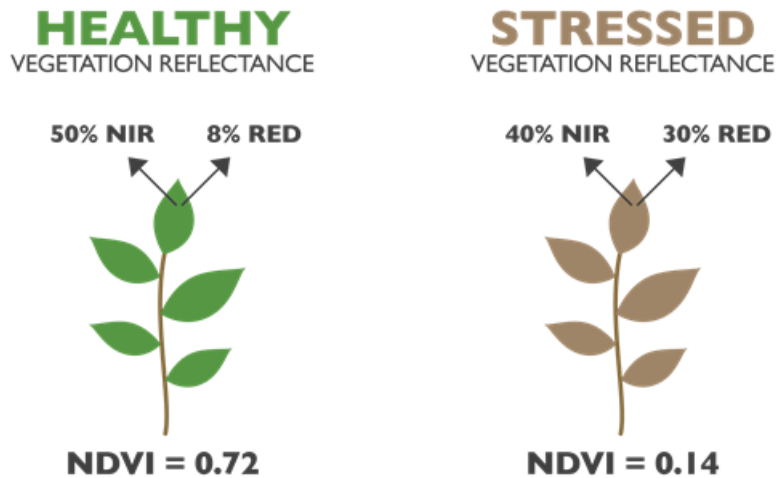 HEALTHY
VEGETATION REFLECTANCE
50% NIR
8% RED
NDVI = 0.72
STRESSED
VEGETATION REFLECTANCE
40% NIR
30% RED
NDVI = 0.14